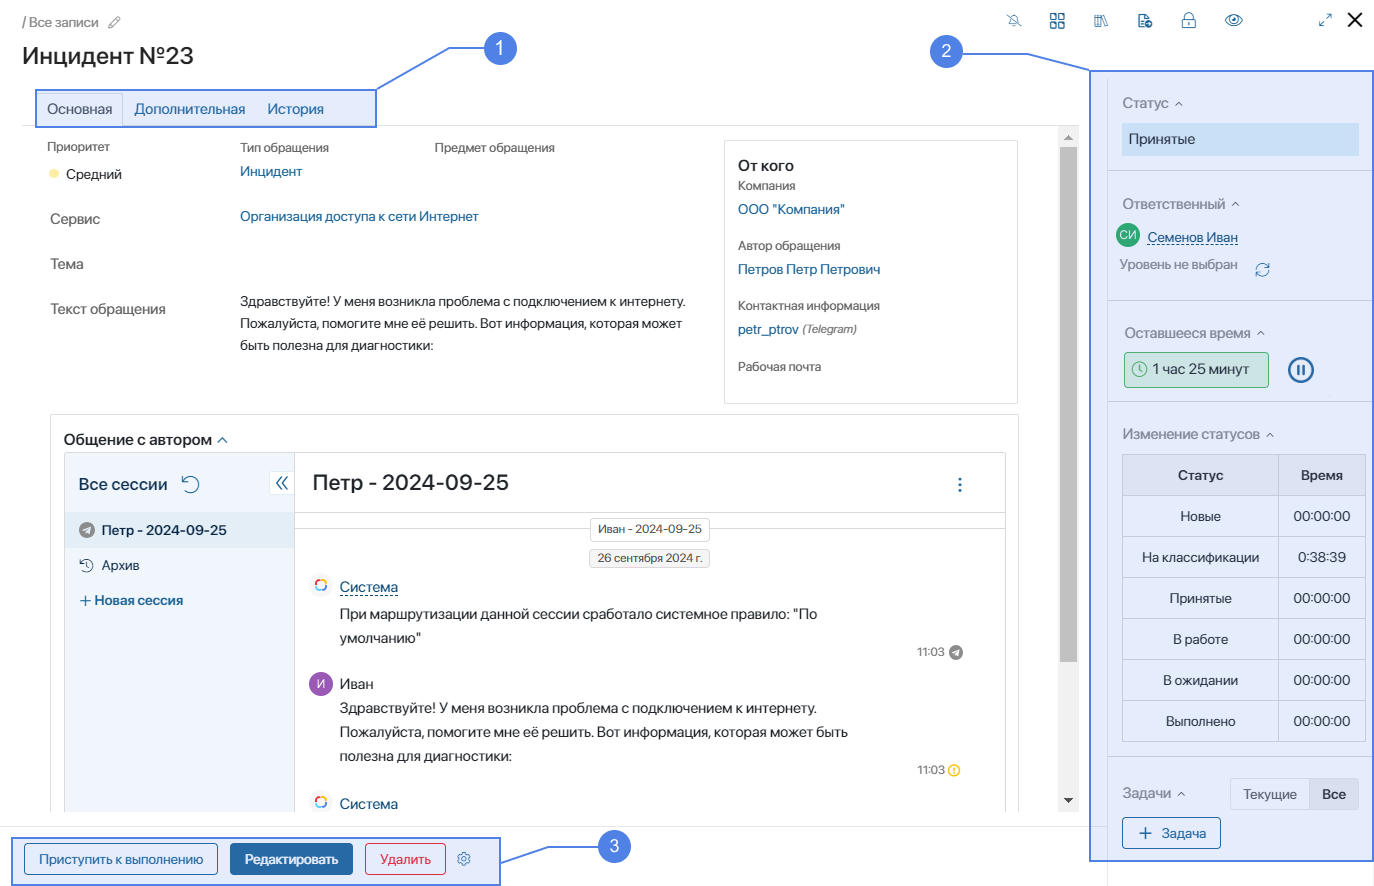 / Все записи
Инцидент №23
1
2
Основная
Дополнительная
История
Приоритет
Средний
Тип обращения
Инцидент
Предмет обращения
Сервис
Организация доступа к сети Интернет
Тема
Текст обращения
Здравствуйте! У меня возникла проблема с подключением к интернету.
Пожалуйста, помогите мне её решить. Вот информация, которая может
быть полезна для диагностики:
От кого
Компания
ООО "Компания"
Автор обращения
Петров Петр Петрович
Контактная информация
petr_ptrov (Telegram)
Рабочая почта
Общение с автором
Все сессии
Петр - 2024-09-25
Архив
+ Новая сессия
Петр - 2024-09-25
Иван - 2024-09-25
26 сентября 2024 г.
Система
При маршрутизации данной сессии сработало системное правило: "По
умолчанию"
11:03
И
Иван
Здравствуйте! У меня возникла проблема с подключением к интернету.
Пожалуйста, помогите мне её решить. Вот информация, которая может быть
полезна для диагностики:
11:03
Система
Статус
Принятые
Ответственный
СИ
Семенов Иван
Уровень не выбран
Оставшееся время
1 час 25 минут
Изменение статусов
Статус Время
Новые 00:00:00
На классификации 0:38:39
Принятые 00:00:00
В работе 00:00:00
В ожидании 00:00:00
Выполнено 00:00:00
Задачи
Текущие
Все
+ Задача
Приступить к выполнению
Редактировать
Удалить
3